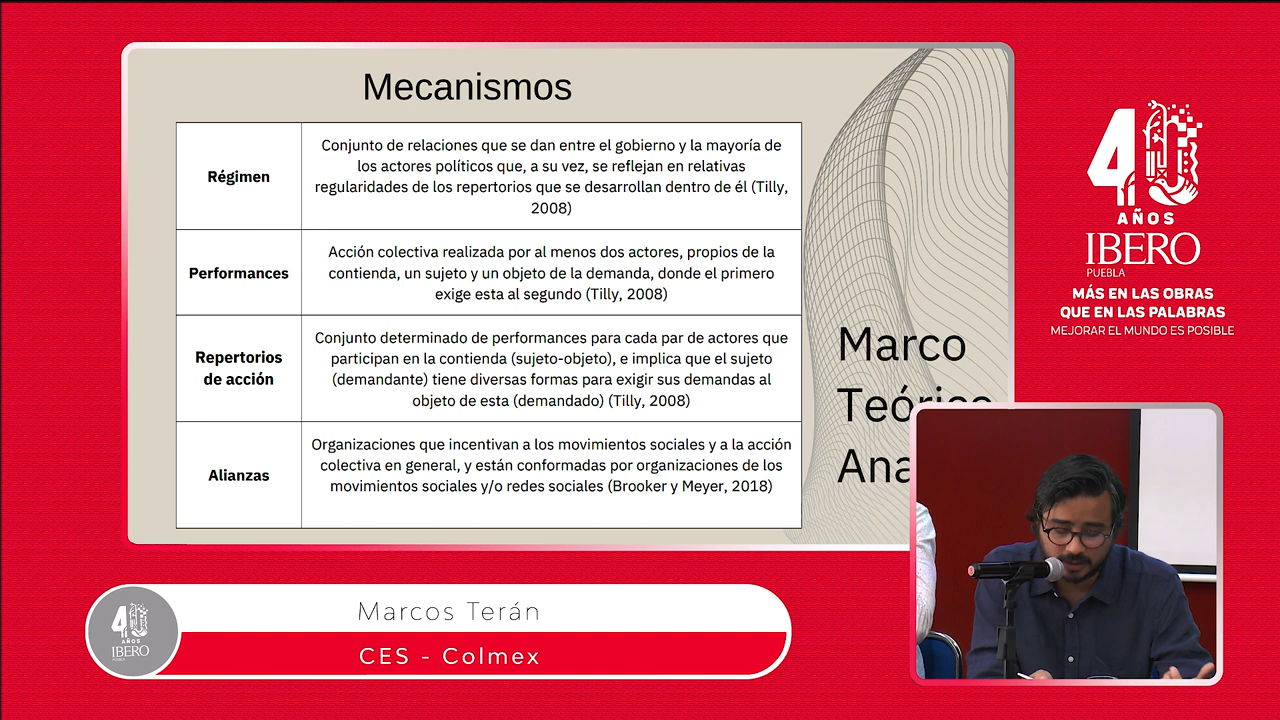 Mecanismos
Régimen
Conjunto de relaciones que se dan entre el gobierno y la mayoría de
los actores políticos que, a su vez, se reflejan en relativas
regularidades de los repertorios que se desarrollan dentro de él (Tilly,
2008)
Performances
Acción colectiva realizada por al menos dos actores, propios de la
contienda, un sujeto y un objeto de la demanda, donde el primero
exige esta al segundo (Tilly, 2008)
Repertorios
de acción
Conjunto determinado de performances para cada par de actores que
participan en la contienda (sujeto-objeto), e implica que el sujeto
(demandante) tiene diversas formas para exigir sus demandas al
objeto de esta (demandado) (Tilly, 2008)
Alianzas
Organizaciones que incentivan a los movimientos sociales y a la acción
colectiva en general, y están conformadas por organizaciones de los
movimientos sociales y/o redes sociales (Brooker y Meyer, 2018)
Marco
Teórico
Ana
40
AÑOS
IBERO
PUEBLA
MÁS EN LAS OBRAS
QUE EN LAS PALABRAS
MEJORAR EL MUNDO ES POSIBLE
40
AÑOS
IBERO
PUEBLA
Marcos Terán
CES - Colmex